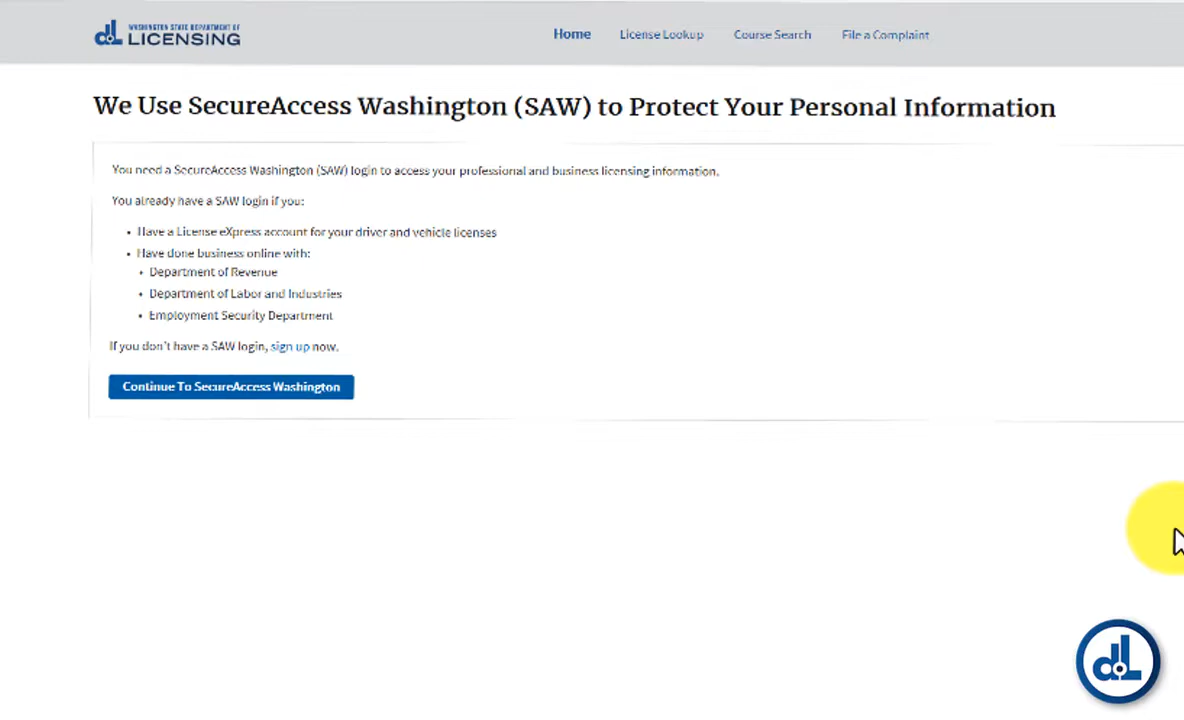 WASHINGTON STATE DEPARTMENT OF
LICENSING
Home License Lookup Course Search File a Complaint
We Use SecureAccess Washington (SAW) to Protect Your Personal Information
You need a SecureAccess Washington (SAW) login to access your professional and business licensing information.
You already have a SAW login if you:
• Have a License eXpress account for your driver and vehicle licenses
• Have done business online with:
• Department of Revenue
• Department of Labor and Industries
• Employment Security Department
If you don't have a SAW login, sign up now.
Continue To SecureAccess Washington